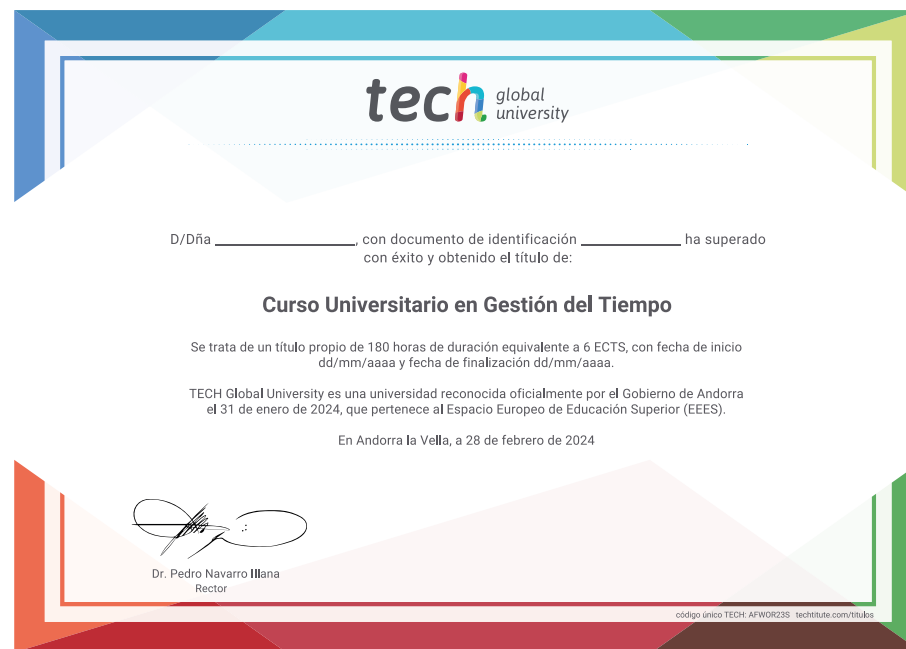 tech global university
D/Dña ____________________, con documento de identificación ______________ ha superado
con éxito y obtenido el título de:
Curso Universitario en Gestión del Tiempo
Se trata de un título propio de 180 horas de duración equivalente a 6 ECTS, con fecha de inicio
dd/mm/aaaa y fecha de finalización dd/mm/aaaa.
TECH Global University es una universidad reconocida oficialmente por el Gobierno de Andorra
el 31 de enero de 2024, que pertenece al Espacio Europeo de Educación Superior (EEES).
En Andorra la Vella, a 28 de febrero de 2024
Dr. Pedro Navarro Illana
Rector
código único TECH: AFWOR23S techtitute.com/titulos